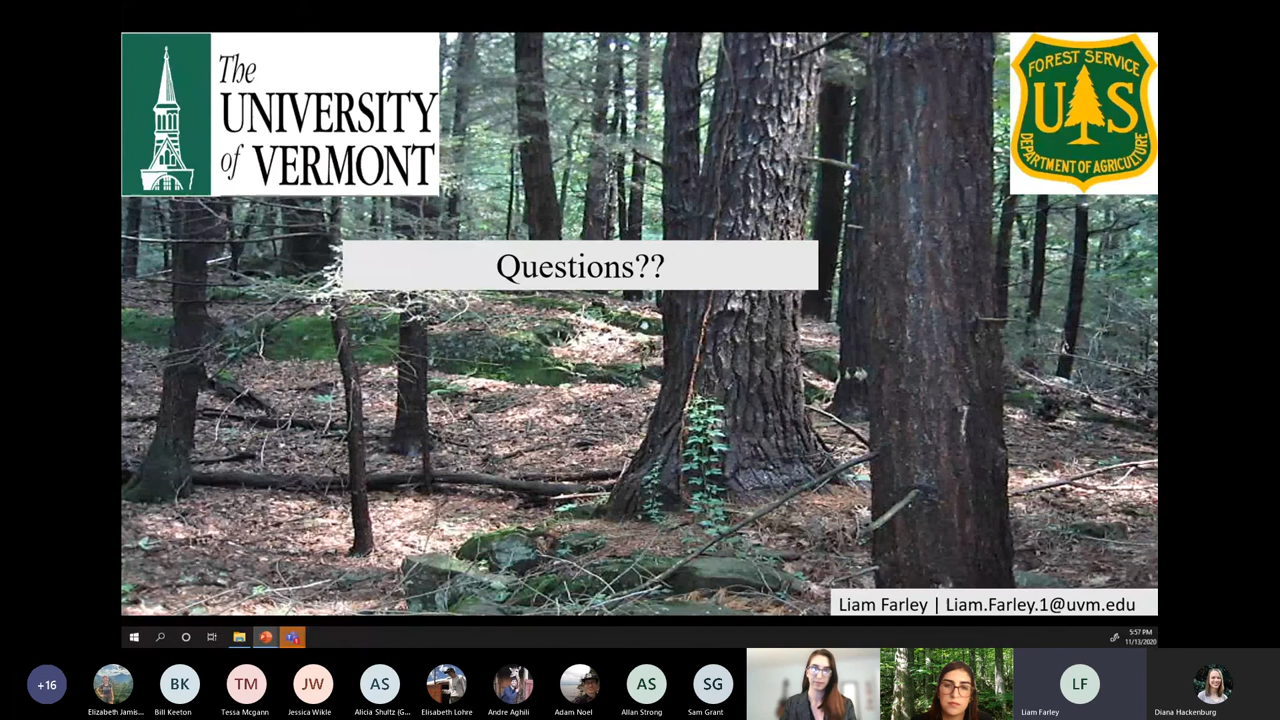 The
UNIVERSITY
of VERMONT
FOREST SERVICE
U S
DEPARTMENT OF AGRICULTURE
Questions??
Liam Farley | Liam.Farley.1@uvm.edu
5:57 PM
11/13/2020
+16
BK
TM
JW
AS
AS
SG
LF
Elizabeth Jamis...
Bill Keeton
Tessa Mcgann
Jessica Wikle
Alicia Shultz (G...
Elisabeth Lohre
Andre Aghili
Adam Noel
Allan Strong
Sam Grant
Liam Farley
Diana Hackenburg